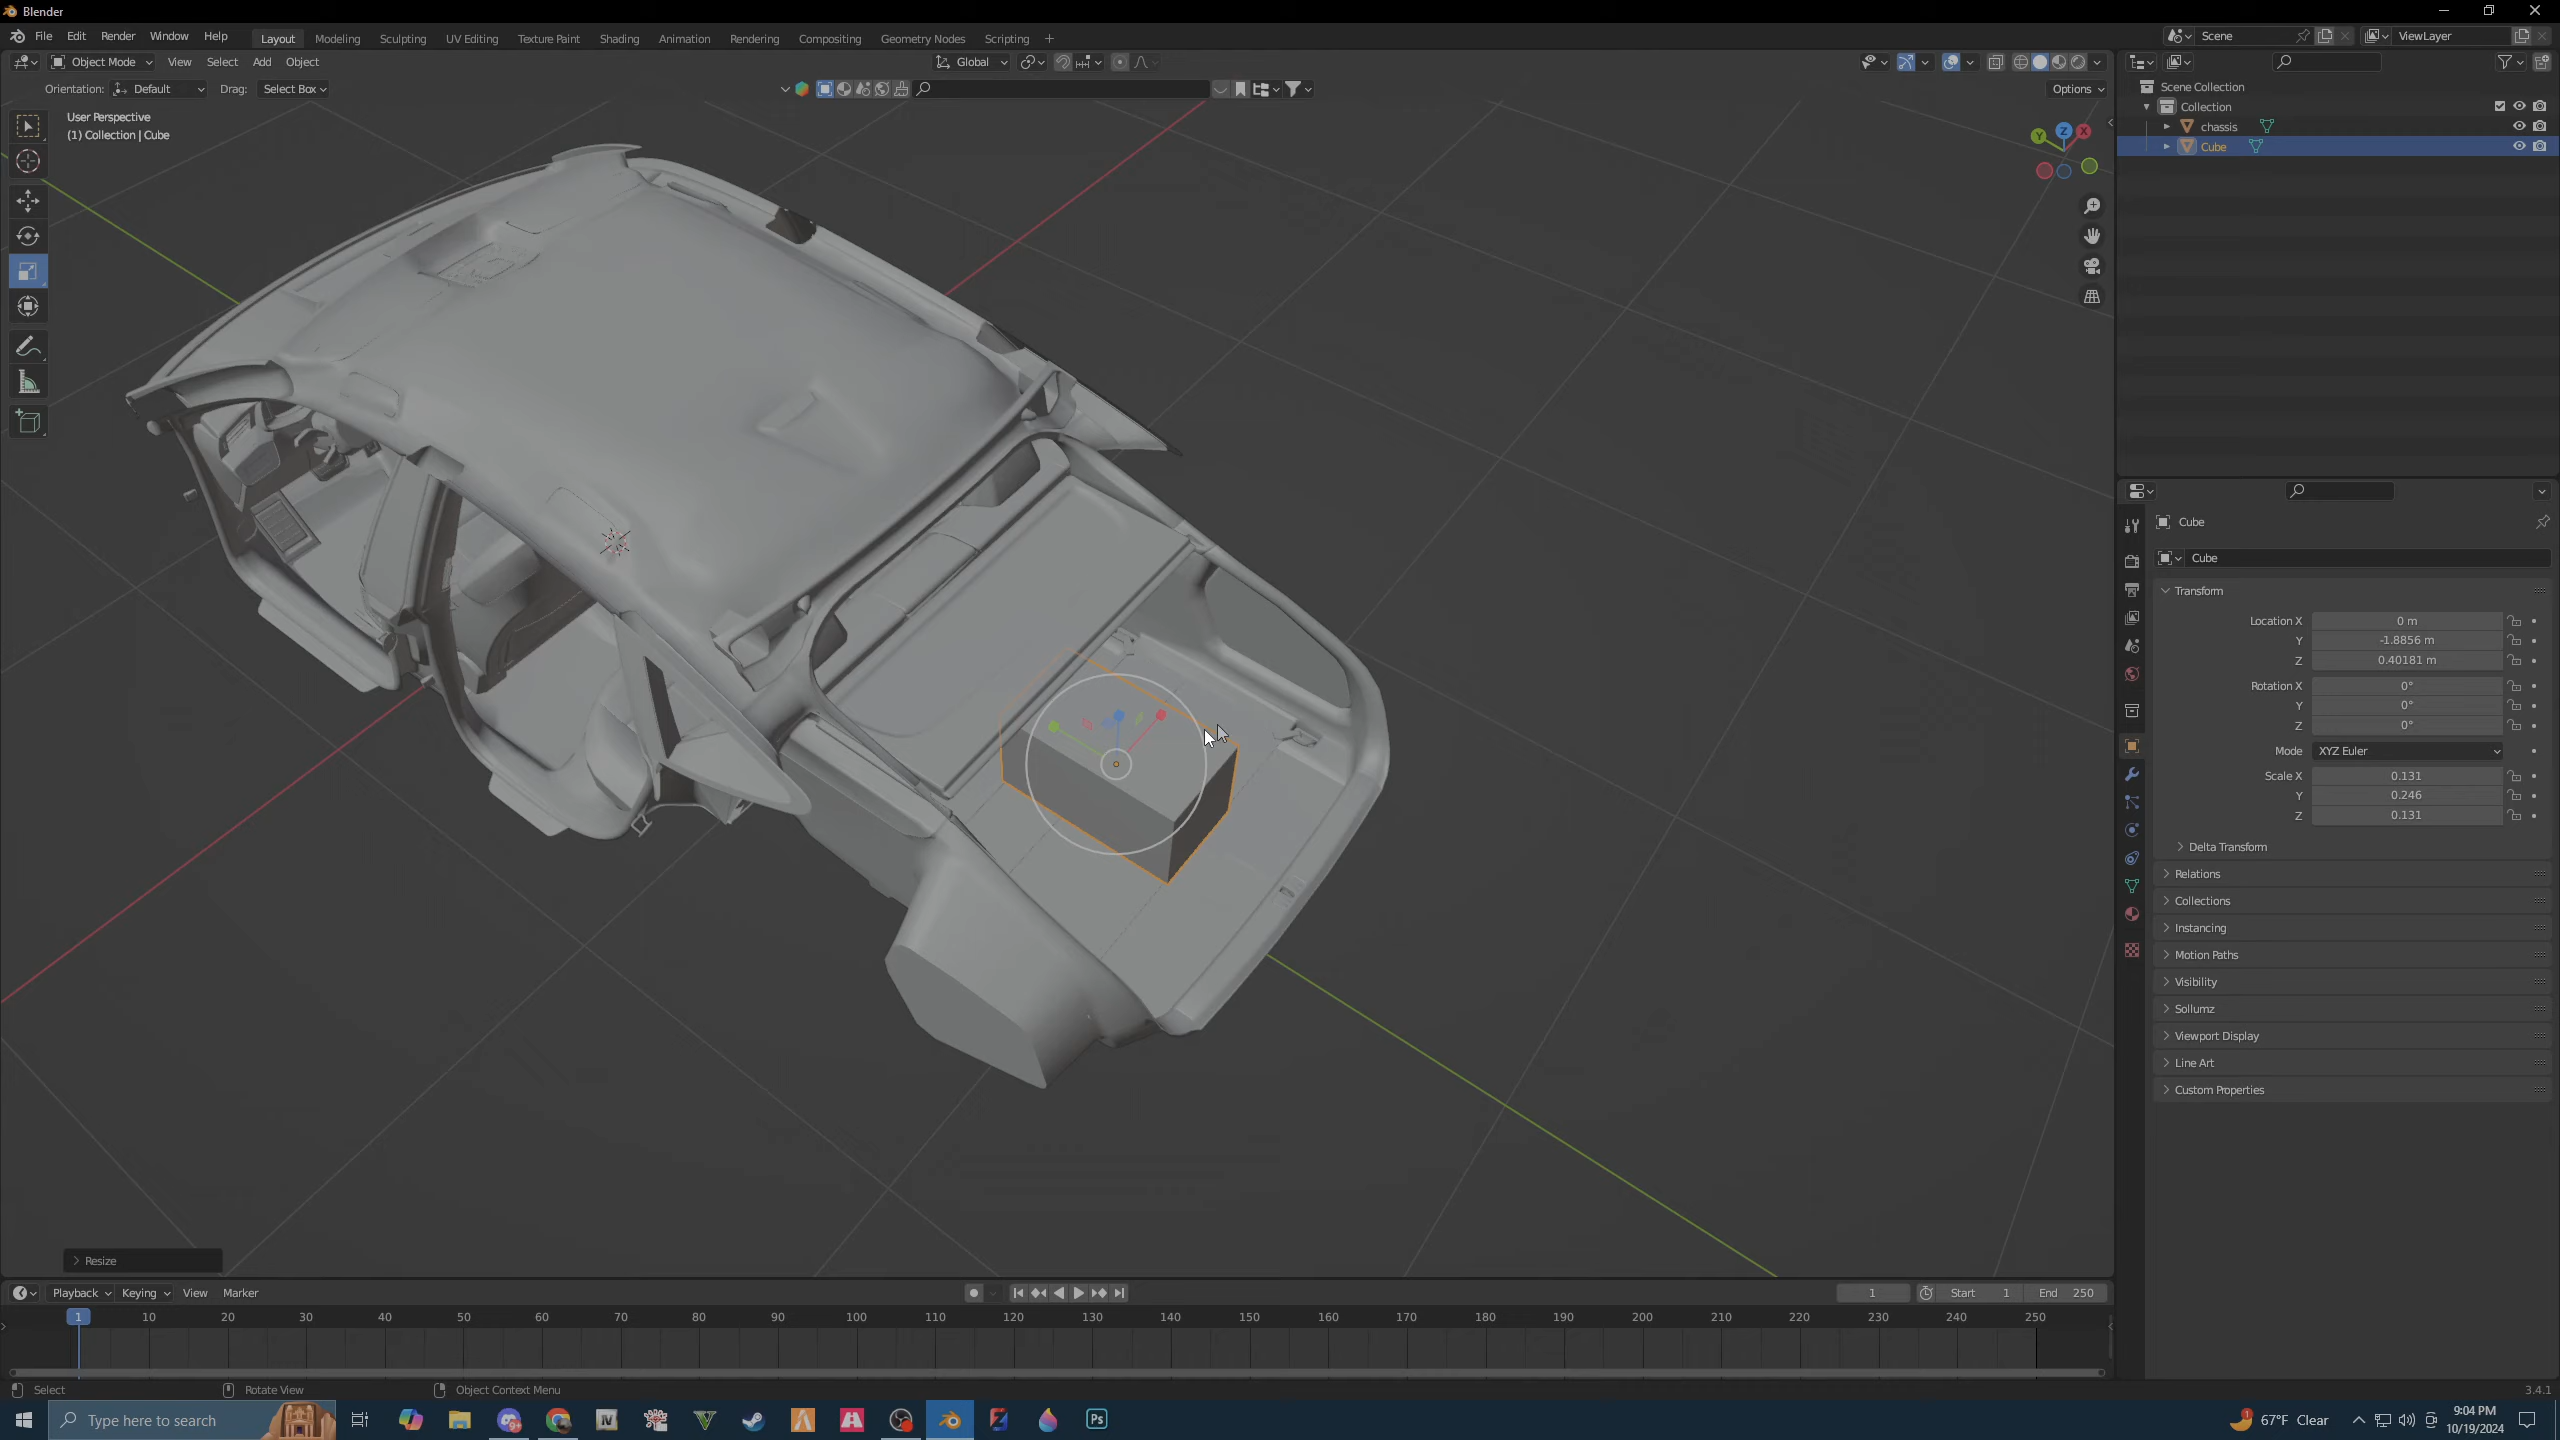 Blender
File Edit Render Window Help Layout Modeling Sculpting UV Editing Texture Paint Shading Animation Rendering Compositing Geometry Nodes Scripting + Scene ViewLayer
Object Mode View Select Add Object Global
Orientation: Default Drag: Select Box Options
User Perspective
(1) Collection | Cube
Z
X
Y
Scene Collection
Collection
chassis
Cube
Cube
Cube
Transform
Location X 0 m
Y -1.8856 m
Z 0.40181 m
Rotation X 0°
Y 0°
Z 0°
Mode XYZ Euler
Scale X 0.131
Y 0.246
Z 0.131
Delta Transform
Relations
Collections
Instancing
Motion Paths
Visibility
Sollumz
Viewport Display
Line Art
Custom Properties
Resize
Playback Keying View Marker 1 Start 1 End 250
1 10 20 30 40 50 60 70 80 90 100 110 120 130 140 150 160 170 180 190 200 210 220 230 240 250
Select Rotate View Object Context Menu 3.4.1
Type here to search Ps 1 67°F Clear 9:04 PM
10/19/2024